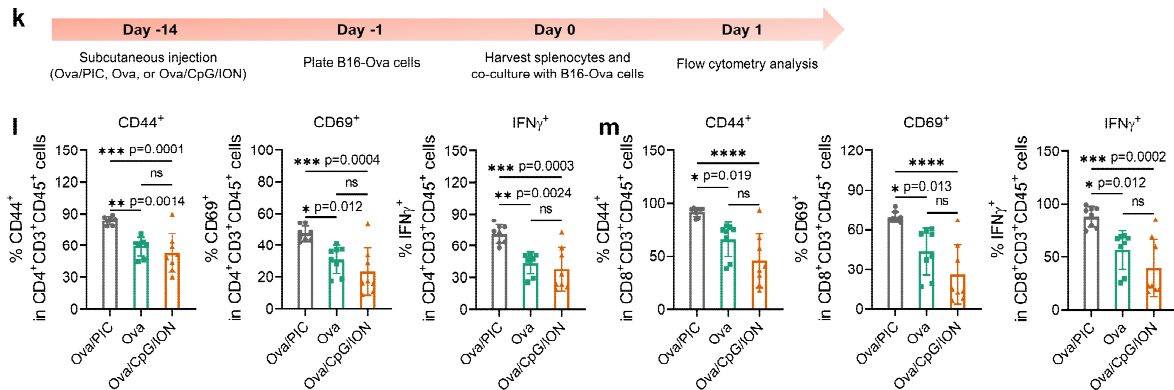 k
Day -14
Day -1
Day 0
Day 1
Subcutaneous injection
(Ova/PIC, Ova, or Ova/CpG/ION)
Plate B16-Ova cells
Harvest splenocytes and
co-culture with B16-Ova cells
Flow cytometry analysis
l
CD44⁺
% CD44⁺
in CD4⁺CD3⁺CD45⁺ cells
150
120
90
60
30
0
*** p=0.0001
ns
** p=0.0014
Ova/PIC
Ova
Ova/CpG/ION
CD69⁺
% CD69⁺
in CD4⁺CD3⁺CD45⁺ cells
100
80
60
40
20
0
*** p=0.0004
ns
* p=0.012
Ova/PIC
Ova
Ova/CpG/ION
IFNγ⁺
% IFNγ⁺
in CD4⁺CD3⁺CD45⁺ cells
150
100
50
0
*** p=0.0003
** p=0.0024
ns
Ova/PIC
Ova
Ova/CpG/ION
m
CD44⁺
% CD44⁺
in CD8⁺CD3⁺CD45⁺ cells
150
100
50
0
****
* p=0.019
ns
Ova/PIC
Ova
Ova/CpG/ION
CD69⁺
% CD69⁺
in CD8⁺CD3⁺CD45⁺ cells
120
90
60
30
0
****
* p=0.013
ns
Ova/PIC
Ova
Ova/CpG/ION
IFNγ⁺
% IFNγ⁺
in CD8⁺CD3⁺CD45⁺ cells
150
100
50
0
*** p=0.0002
* p=0.012
ns
Ova/PIC
Ova
Ova/CpG/ION